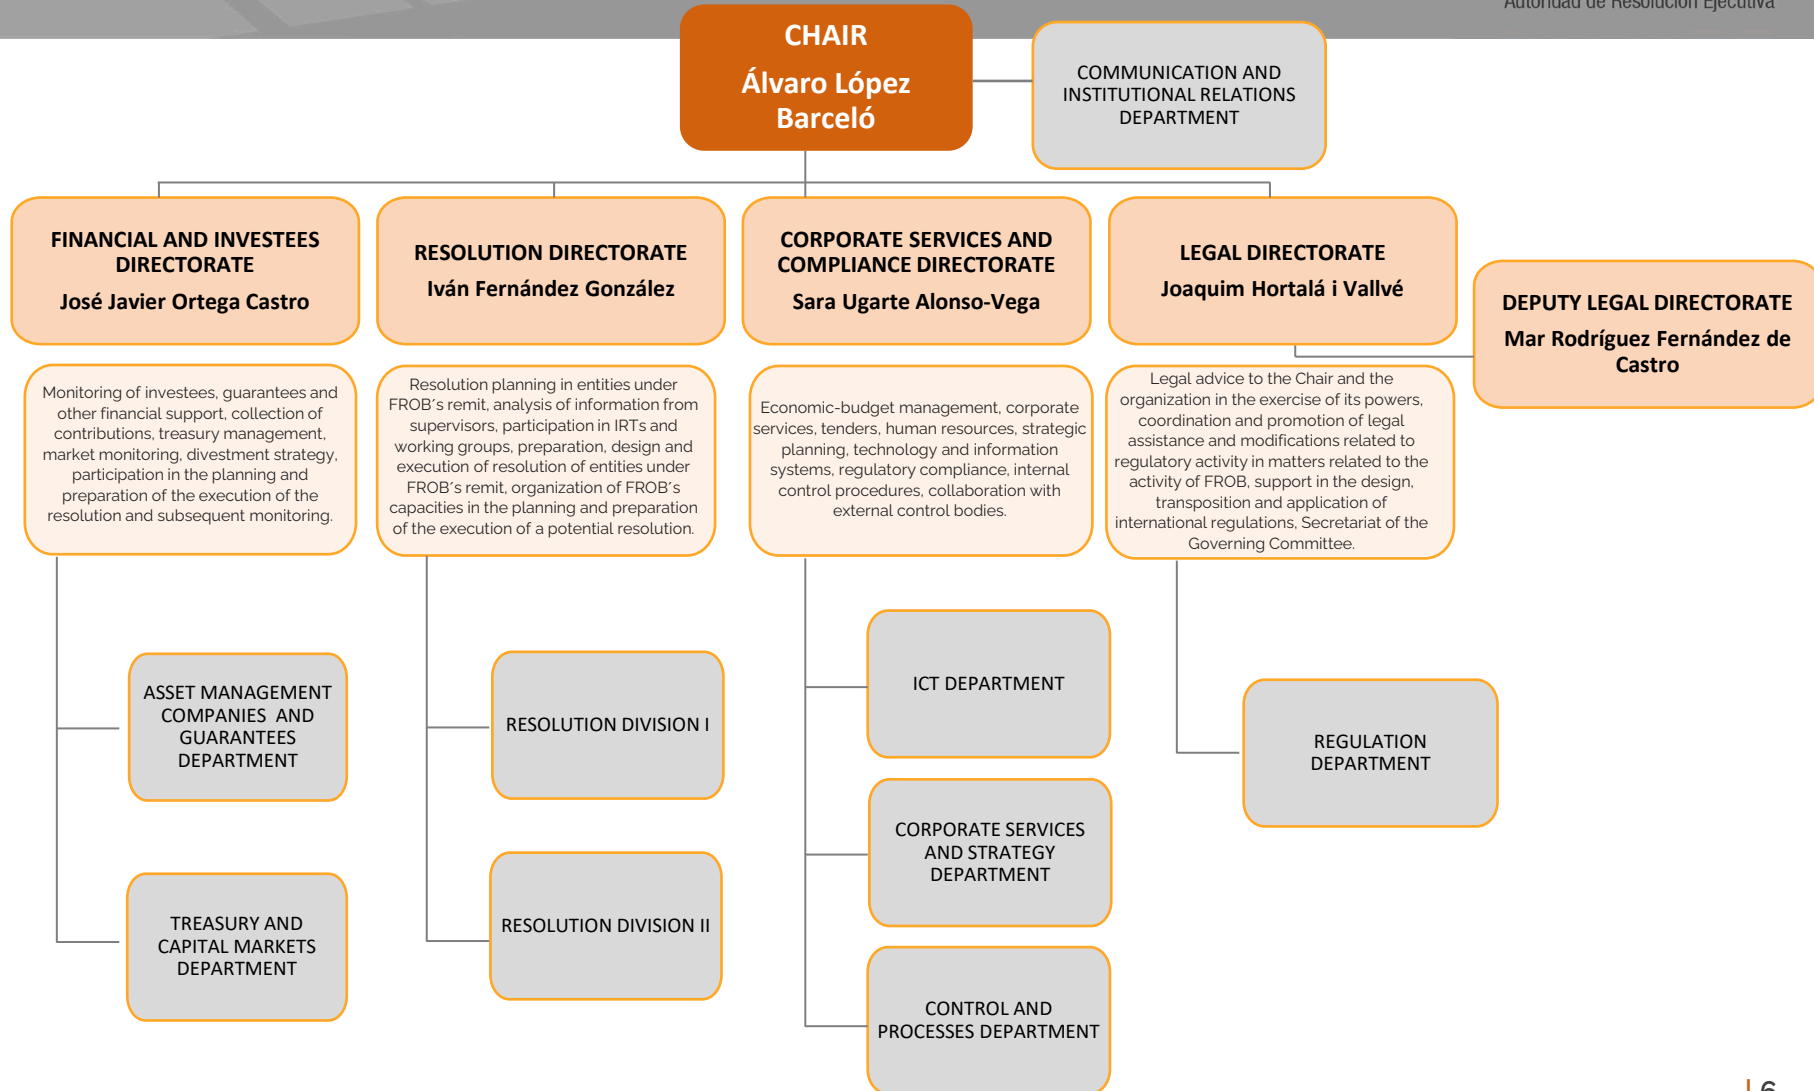 Autoridad de Resolución Ejecutiva
CHAIR
Álvaro López
Barceló
COMMUNICATION AND
INSTITUTIONAL RELATIONS
DEPARTMENT
FINANCIAL AND INVESTEES
DIRECTORATE
José Javier Ortega Castro
RESOLUTION DIRECTORATE
Iván Fernández González
CORPORATE SERVICES AND
COMPLIANCE DIRECTORATE
Sara Ugarte Alonso-Vega
LEGAL DIRECTORATE
Joaquim Hortalá i Vallvé
DEPUTY LEGAL DIRECTORATE
Mar Rodríguez Fernández de
Castro
Monitoring of investees, guarantees and
other financial support, collection of
contributions, treasury management,
market monitoring, divestment strategy,
participation in the planning and
preparation of the execution of the
resolution and subsequent monitoring.
Resolution planning in entities under
FROB´s remit, analysis of information from
supervisors, participation in IRTs and
working groups, preparation, design and
execution of resolution of entities under
FROB´s remit, organization of FROB´s
capacities in the planning and preparation
of the execution of a potential resolution.
Economic-budget management, corporate
services, tenders, human resources, strategic
planning, technology and information
systems, regulatory compliance, internal
control procedures, collaboration with
external control bodies.
Legal advice to the Chair and the
organization in the exercise of its powers,
coordination and promotion of legal
assistance and modifications related to
regulatory activity in matters related to the
activity of FROB, support in the design,
transposition and application of
international regulations, Secretariat of the
Governing Committee.
ASSET MANAGEMENT
COMPANIES AND
GUARANTEES
DEPARTMENT
TREASURY AND
CAPITAL MARKETS
DEPARTMENT
RESOLUTION DIVISION I
RESOLUTION DIVISION II
ICT DEPARTMENT
CORPORATE SERVICES
AND STRATEGY
DEPARTMENT
CONTROL AND
PROCESSES DEPARTMENT
REGULATION
DEPARTMENT
| 6